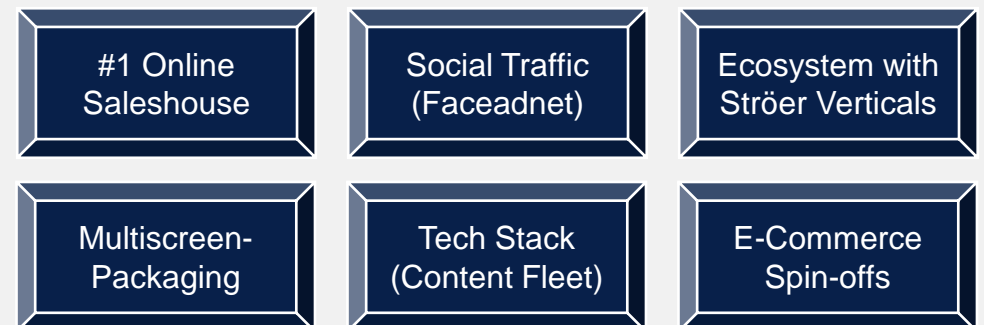 #1 Online
Saleshouse
Social Traffic
(Faceadnet)
Ecosystem with
Ströer Verticals
Multiscreen-
Packaging
Tech Stack
(Content Fleet)
E-Commerce
Spin-offs